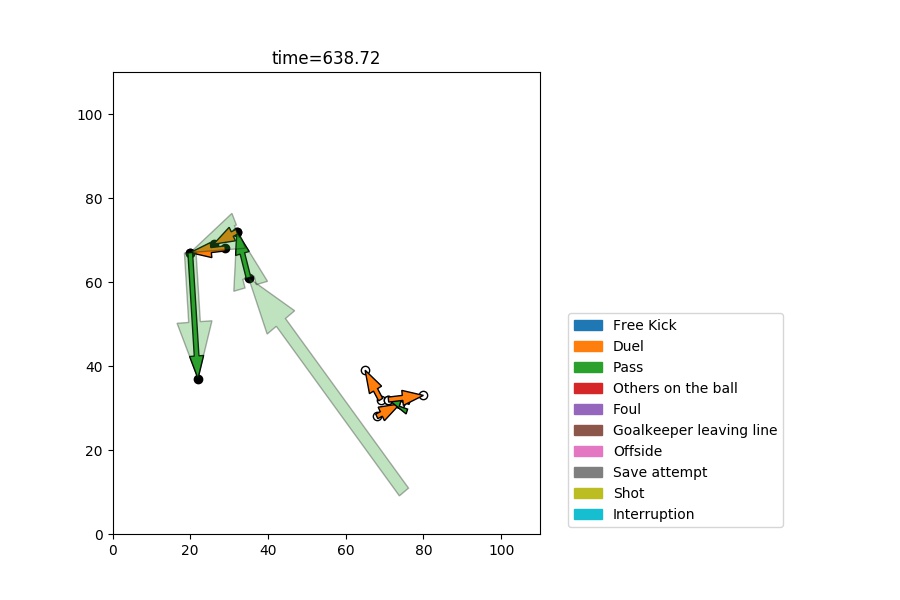 time=638.72
100
80
60
40
20
0
0 20 40 60 80 100
Free Kick
Duel
Pass
Others on the ball
Foul
Goalkeeper leaving line
Offside
Save attempt
Shot
Interruption